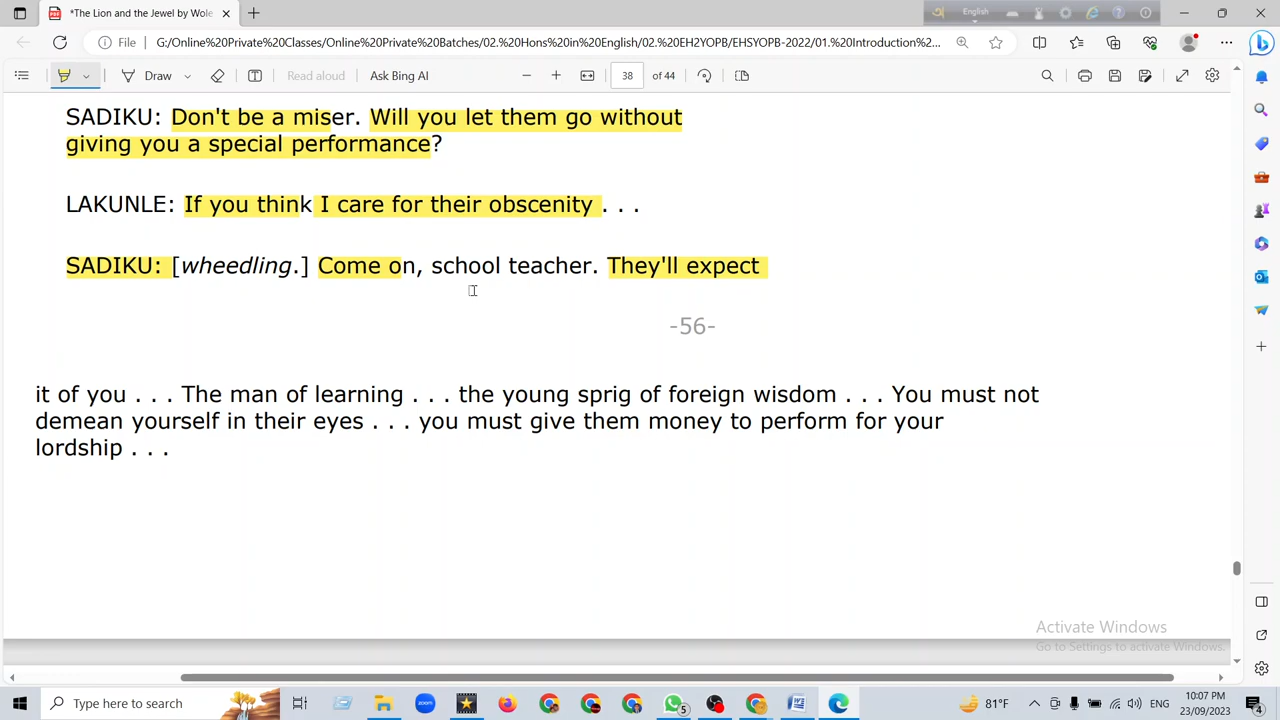 *The Lion and the Jewel by Wole
English
File
G:/Online%20Private%20Classes/Online%20Private%20Batches/02.%20Hons%20in%20English/02.%20EH2YOPB/EHSYOPB-2022/01.%20Introduction%...
Draw
Read aloud
Ask Bing AI
38 of 44
SADIKU: Don't be a miser. Will you let them go without
giving you a special performance?
LAKUNLE: If you think I care for their obscenity . . .
SADIKU: [wheedling.] Come on, school teacher. They'll expect
-56-
it of you . . . The man of learning . . . the young sprig of foreign wisdom . . . You must not
demean yourself in their eyes . . . you must give them money to perform for your
lordship . . .
Activate Windows
Go to Settings to activate Windows.
Type here to search
zoom
5
81°F
ENG
10:07 PM
23/09/2023
4